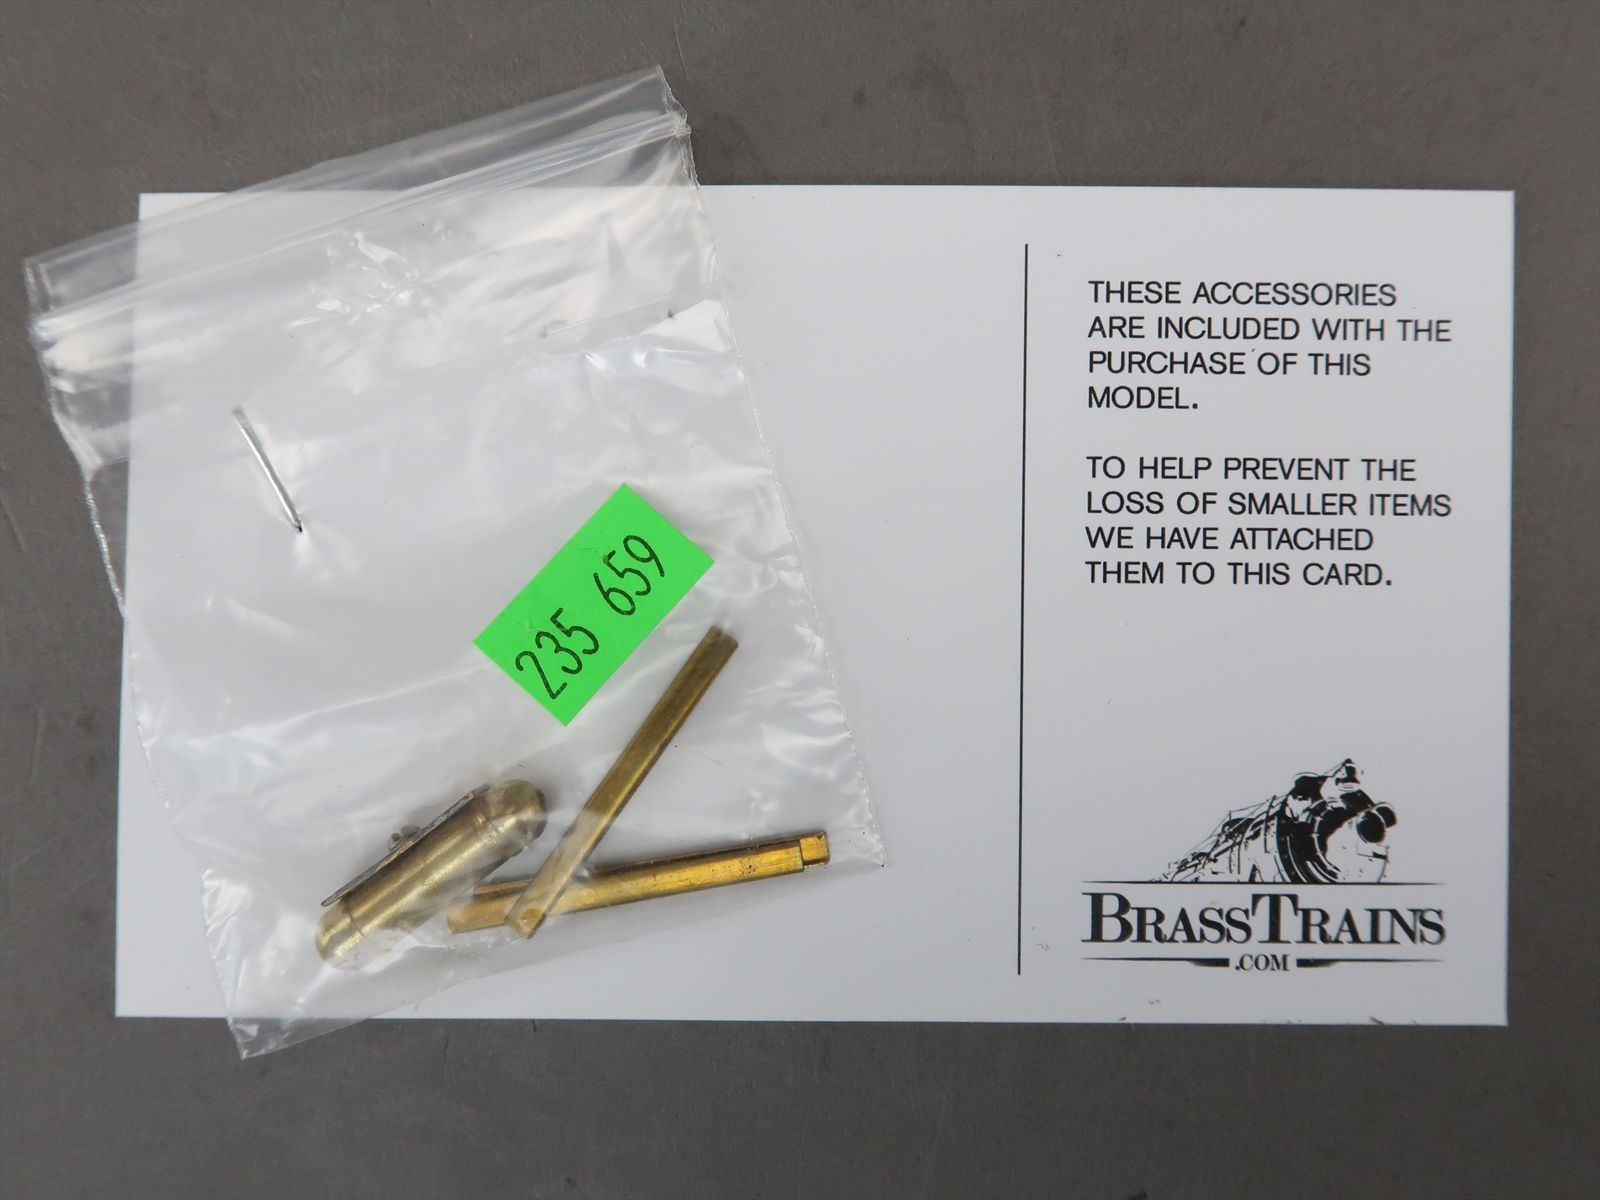 235 659
THESE ACCESSORIES
ARE INCLUDED WITH THE
PURCHASE OF THIS
MODEL.
TO HELP PREVENT THE
LOSS OF SMALLER ITEMS
WE HAVE ATTACHED
THEM TO THIS CARD.
BRASSTRAINS
.COM